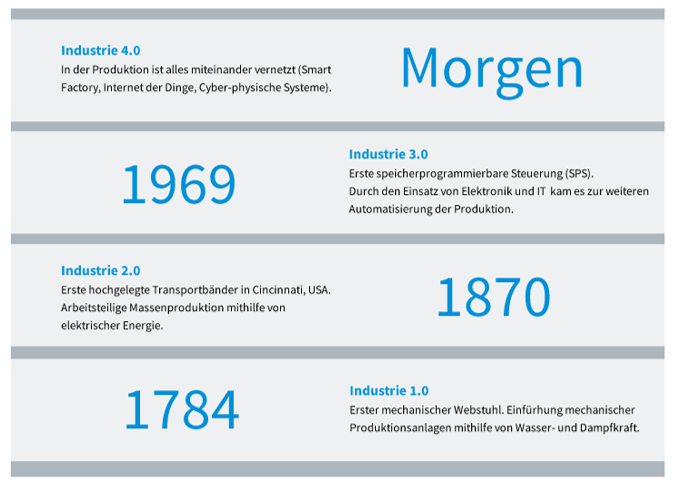 Industrie 4.0
In der Produktion ist alles miteinander vernetzt (Smart
Factory, Internet der Dinge, Cyber-physische Systeme).
Morgen
1969
Industrie 3.0
Erste speicherprogrammierbare Steuerung (SPS).
Durch den Einsatz von Elektronik und IT kam es zur weiteren
Automatisierung der Produktion.
Industrie 2.0
Erste hochgelegte Transportbänder in Cincinnati, USA.
Arbeitsteilige Massenproduktion mithilfe von
elektrischer Energie.
1870
1784
Industrie 1.0
Erster mechanischer Webstuhl. Einfürhung mechanischer
Produktionsanlagen mithilfe von Wasser- und Dampfkraft.